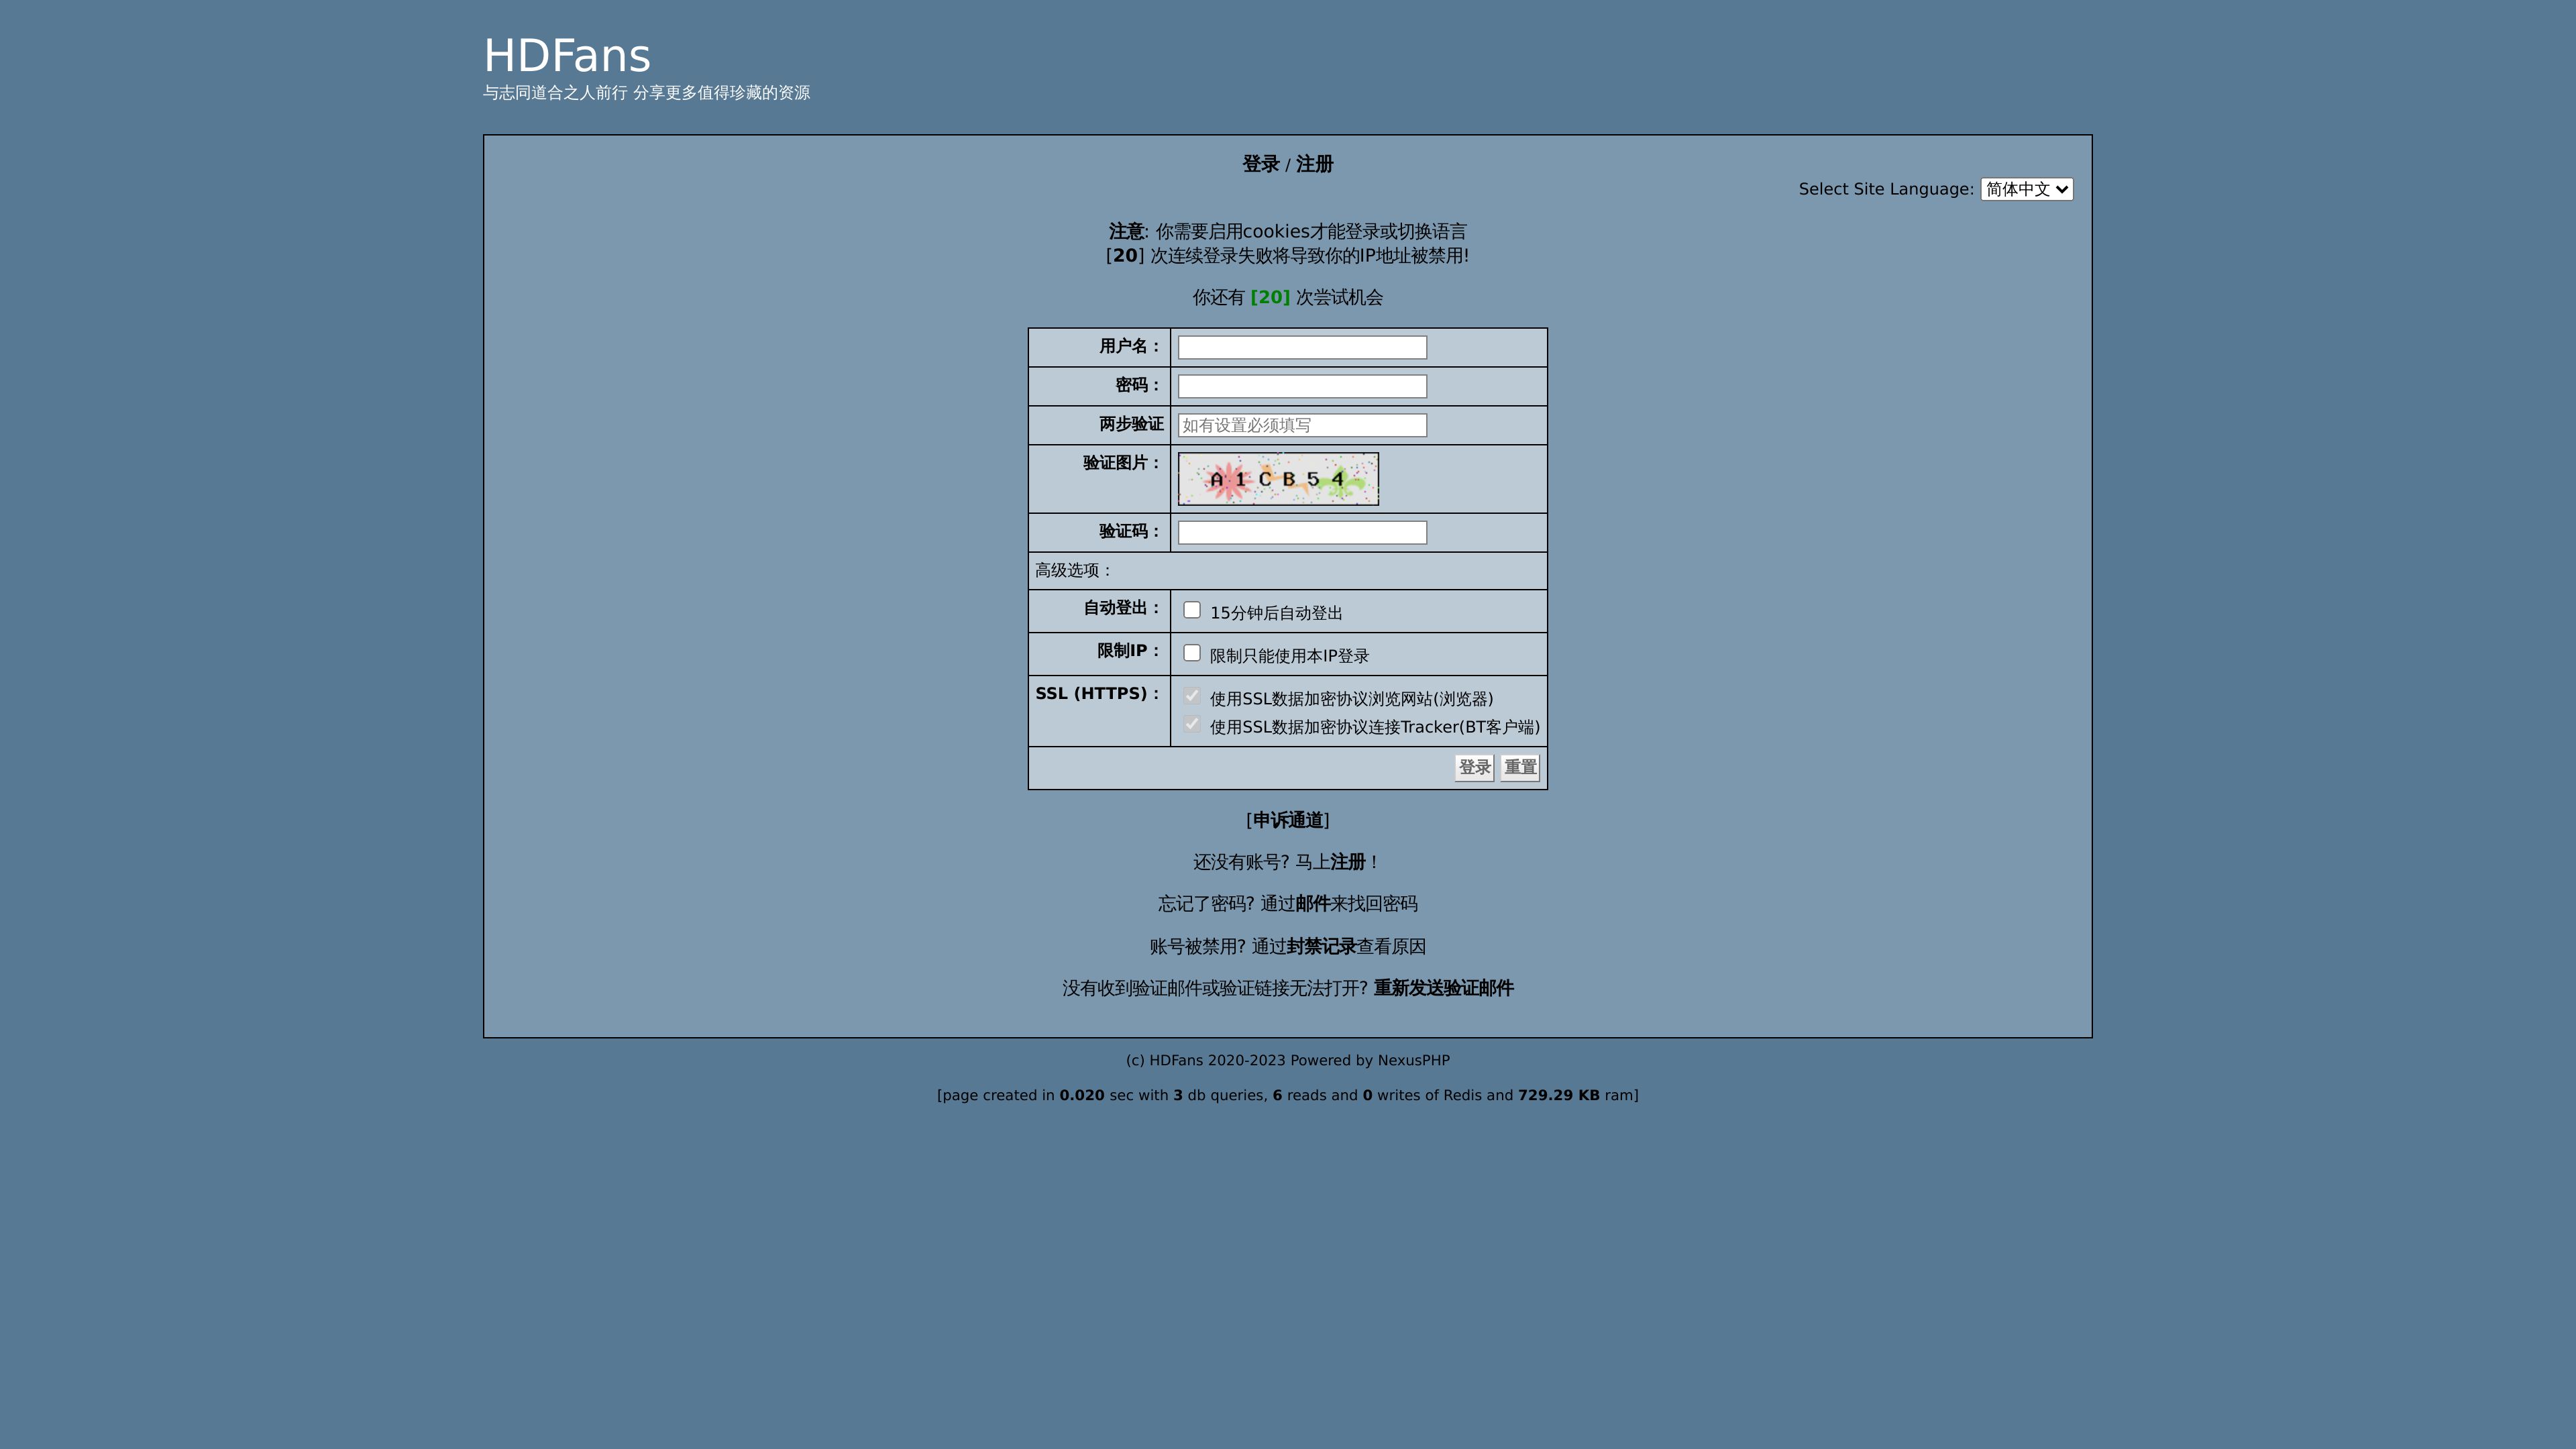 HDFans
与志同道合之人前行 分享更多值得珍藏的资源
登录 / 注册
Select Site Language: 简体中文
注意: 你需要启用cookies才能登录或切换语言
[20] 次连续登录失败将导致你的IP地址被禁用!
你还有 [20] 次尝试机会
用户名：
密码：
两步验证 如有设置必须填写
验证图片： A 1 C B 5 4
验证码：
高级选项：
自动登出： 15分钟后自动登出
限制IP： 限制只能使用本IP登录
SSL (HTTPS)： 使用SSL数据加密协议浏览网站(浏览器)
使用SSL数据加密协议连接Tracker(BT客户端)
登录 重置
[申诉通道]
还没有账号? 马上注册！
忘记了密码? 通过邮件来找回密码
账号被禁用? 通过封禁记录查看原因
没有收到验证邮件或验证链接无法打开? 重新发送验证邮件
(c) HDFans 2020-2023 Powered by NexusPHP
[page created in 0.020 sec with 3 db queries, 6 reads and 0 writes of Redis and 729.29 KB ram]